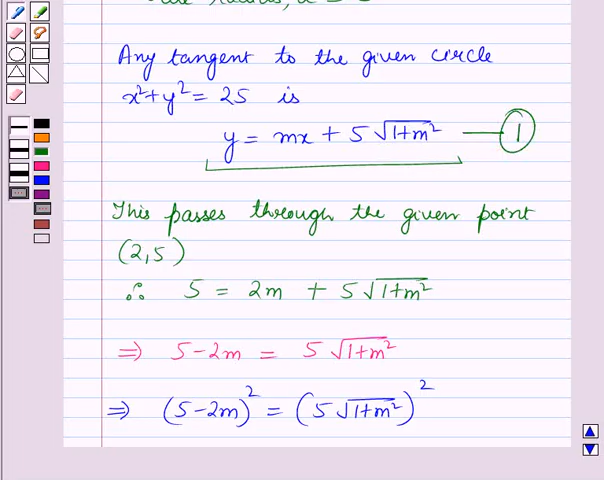 Any tangent to the given circle
x²+y² = 25 is
y = mx + 5 √1+m² — 1
This passes through the given point
(2,5)
∴ 5 = 2m + 5√1+m²
⇒ 5-2m = 5 √1+m²
⇒ (5-2m)² = (5 √1+m²)²